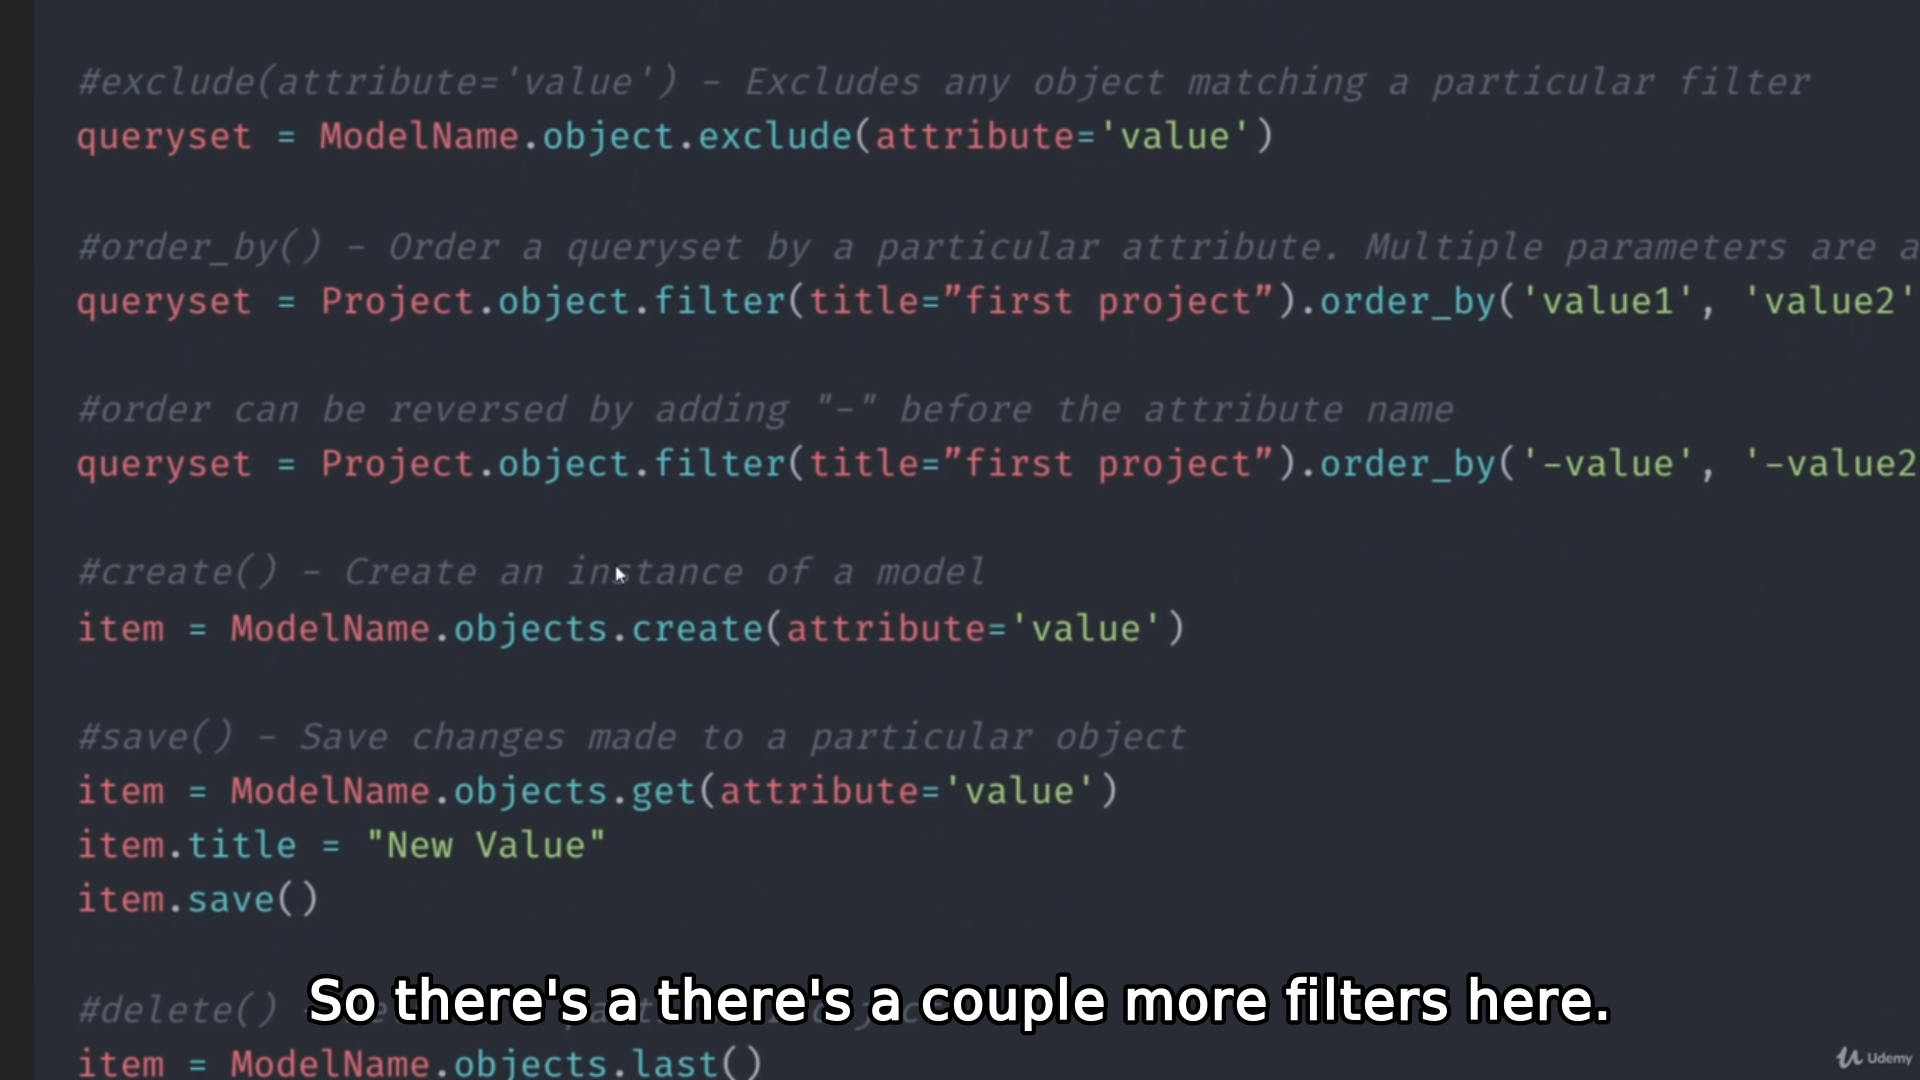 #exclude(attribute='value') - Excludes any object matching a particular filter
queryset = ModelName.object.exclude(attribute='value')
#order_by() - Order a queryset by a particular attribute. Multiple parameters are a
queryset = Project.object.filter(title=”first project”).order_by('value1', 'value2'
#order can be reversed by adding "-" before the attribute name
queryset = Project.object.filter(title=”first project”).order_by('-value', '-value2
#create() - Create an instance of a model
item = ModelName.objects.create(attribute='value')
#save() - Save changes made to a particular object
item = ModelName.objects.get(attribute='value')
item.title = "New Value"
item.save()
#delete()
So there's a there's a couple more filters here.
item = ModelName.objects.last()
Udemy